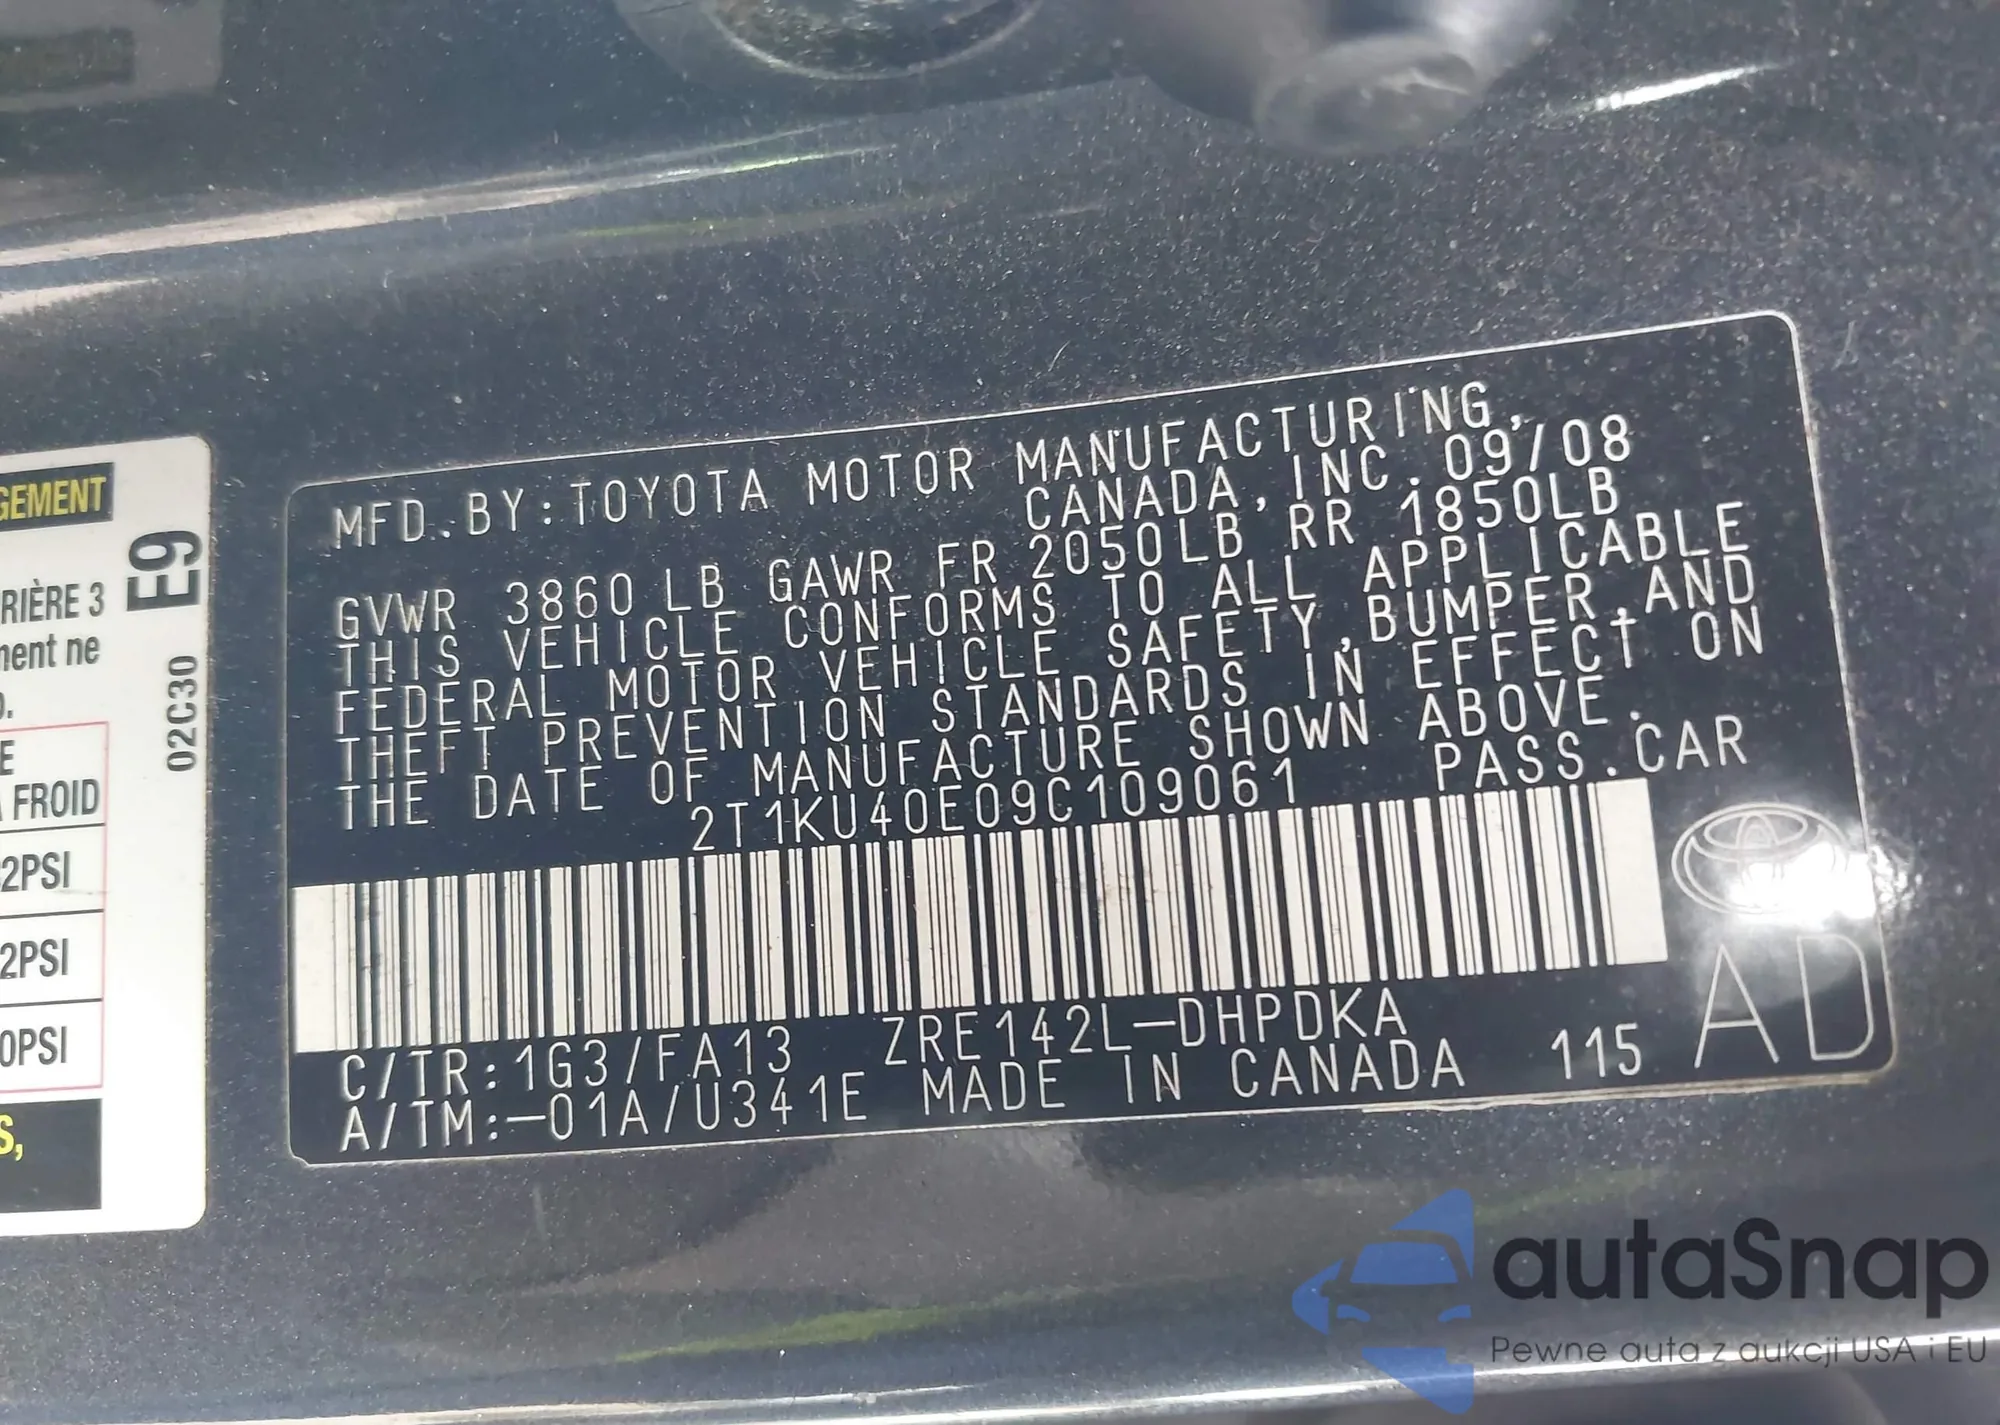 GEMENT
RIÈRE 3
ment ne
E
FROID
2PSI
2PSI
0PSI
S,
E9
02C30
MFD. BY: TOYOTA MOTOR MANUFACTURING,
CANADA, INC. 09/08
GVWR 3860 LB GAWR FR 2050LB RR 1850LB
THIS VEHICLE CONFORMS TO ALL APPLICABLE
FEDERAL MOTOR VEHICLE SAFETY, BUMPER, AND
THEFT PREVENTION STANDARDS IN EFFECT ON
THE DATE OF MANUFACTURE SHOWN ABOVE.
2T1KU40E09C109061 PASS. CAR
C/TR: 1G3/FA13 ZRE142L-DHPDKA
A/TM: -01A/U341E MADE IN CANADA 115
AD
autaSnap
Pewne auta z aukcji USA i EU